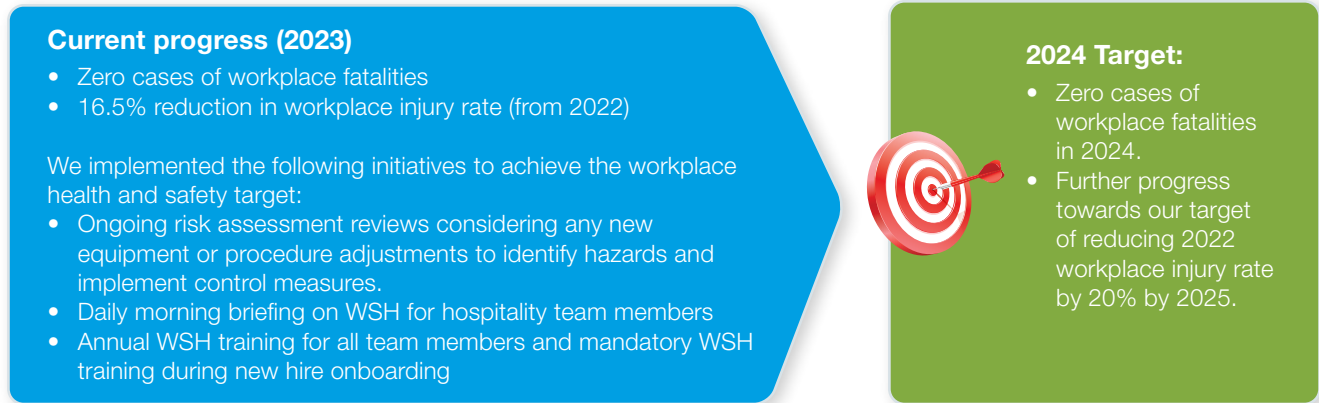 Current progress (2023)
• Zero cases of workplace fatalities
• 16.5% reduction in workplace injury rate (from 2022)
We implemented the following initiatives to achieve the workplace
health and safety target:
• Ongoing risk assessment reviews considering any new
equipment or procedure adjustments to identify hazards and
implement control measures.
• Daily morning briefing on WSH for hospitality team members
• Annual WSH training for all team members and mandatory WSH
training during new hire onboarding
2024 Target:
• Zero cases of
workplace fatalities
in 2024.
• Further progress
towards our target
of reducing 2022
workplace injury rate
by 20% by 2025.